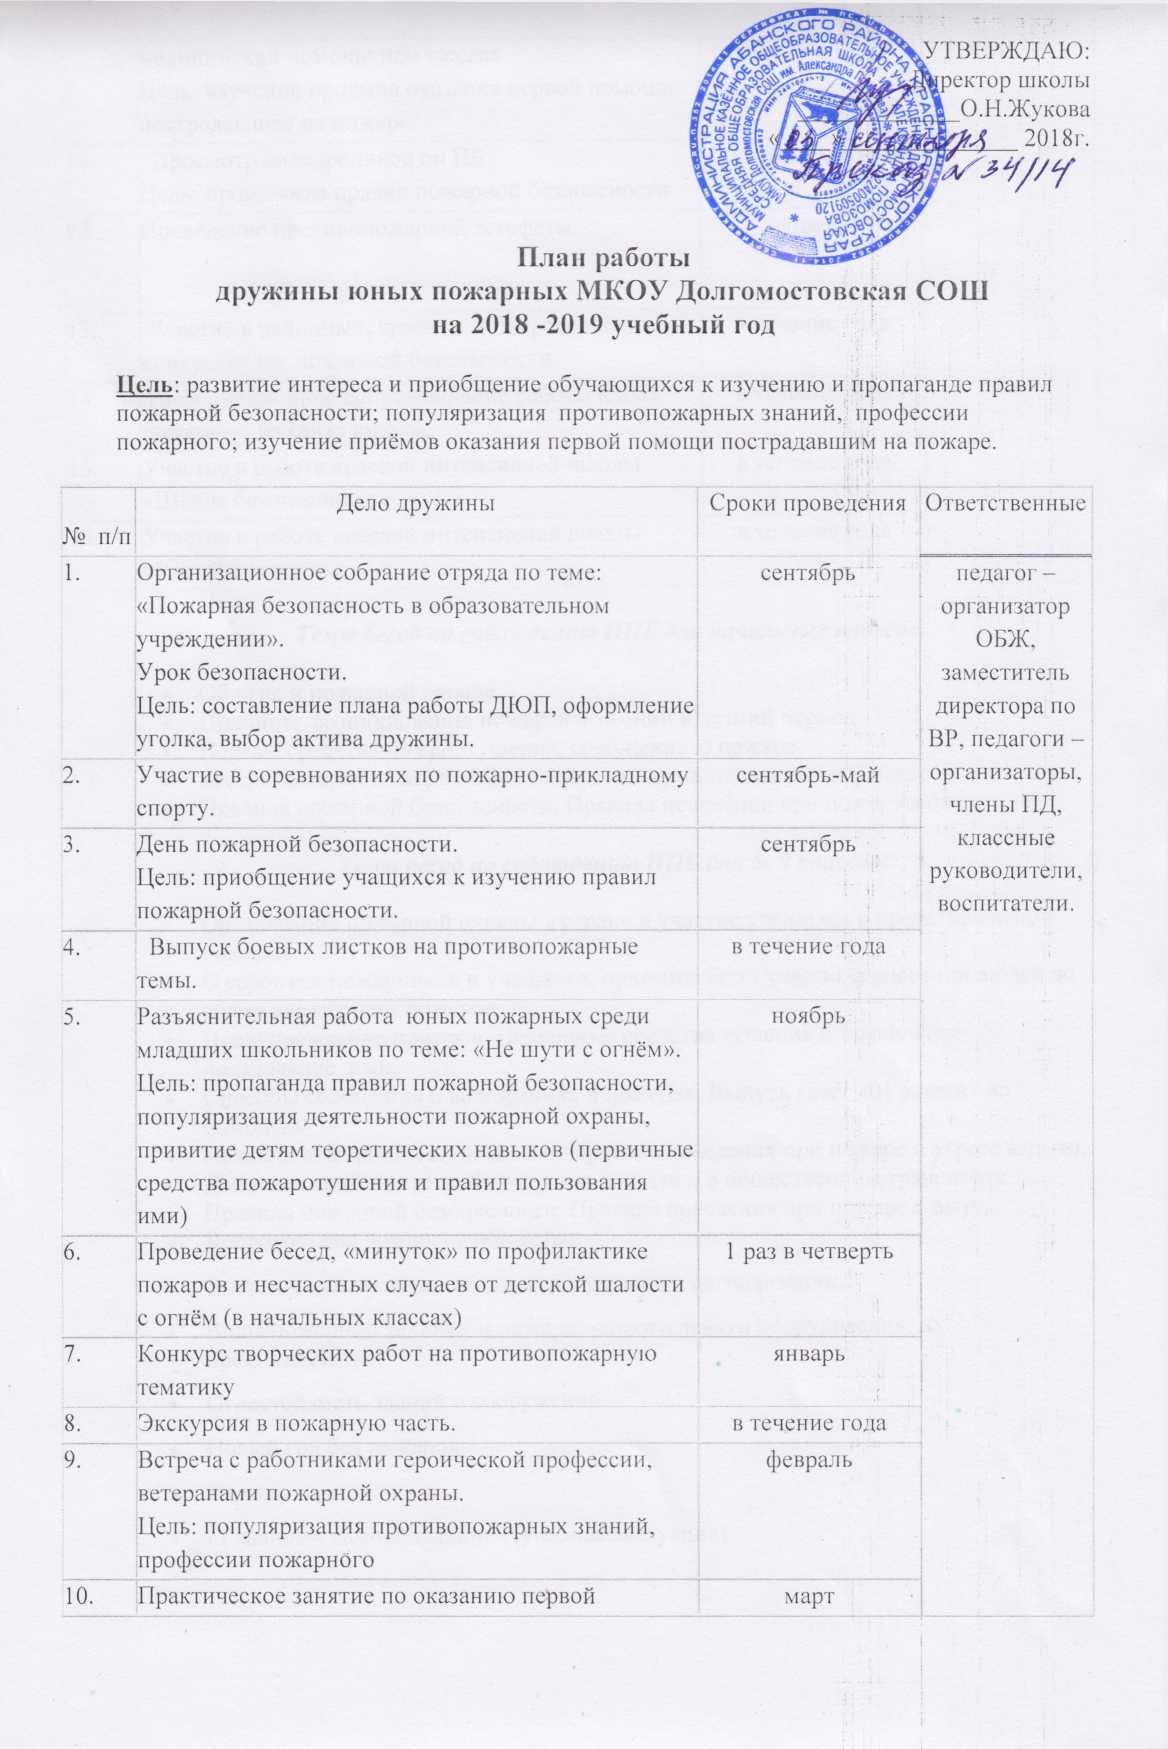 УТВЕРЖДАЮ:
Директор школы
О.Н.Жукова
« 03 » сентября 2018г.
Приказ № 34/14
План работы
дружины юных пожарных МКОУ Долгомостовская СОШ
на 2018 -2019 учебный год
Цель: развитие интереса и приобщение обучающихся к изучению и пропаганде правил
пожарной безопасности; популяризация противопожарных знаний, профессии
пожарного; изучение приёмов оказания первой помощи пострадавшим на пожаре.
№ п/п Дело дружины Сроки проведения Ответственные
1. Организационное собрание отряда по теме: сентябрь
«Пожарная безопасность в образовательном
учреждении».
Урок безопасности.
Цель: составление плана работы ДЮП, оформление
уголка, выбор актива дружины.
педагог –
организатор
ОБЖ,
заместитель
директора по
ВР, педагоги –
организаторы,
члены ПД,
классные
руководители,
воспитатели.
2. Участие в соревнованиях по пожарно-прикладному сентябрь-май
спорту.
3. День пожарной безопасности. сентябрь
Цель: приобщение учащихся к изучению правил
пожарной безопасности.
4. Выпуск боевых листков на противопожарные в течение года
темы.
5. Разъяснительная работа юных пожарных среди ноябрь
младших школьников по теме: «Не шути с огнём».
Цель: пропаганда правил пожарной безопасности,
популяризация деятельности пожарной охраны,
привитие детям теоретических навыков (первичные
средства пожаротушения и правил пользования
ими)
6. Проведение бесед, «минуток» по профилактике 1 раз в четверть
пожаров и несчастных случаев от детской шалости
с огнём (в начальных классах)
7. Конкурс творческих работ на противопожарную январь
тематику
8. Экскурсия в пожарную часть. в течение года
9. Встреча с работниками героической профессии, февраль
ветеранами пожарной охраны.
Цель: популяризация противопожарных знаний,
профессии пожарного
10. Практическое занятие по оказанию первой март